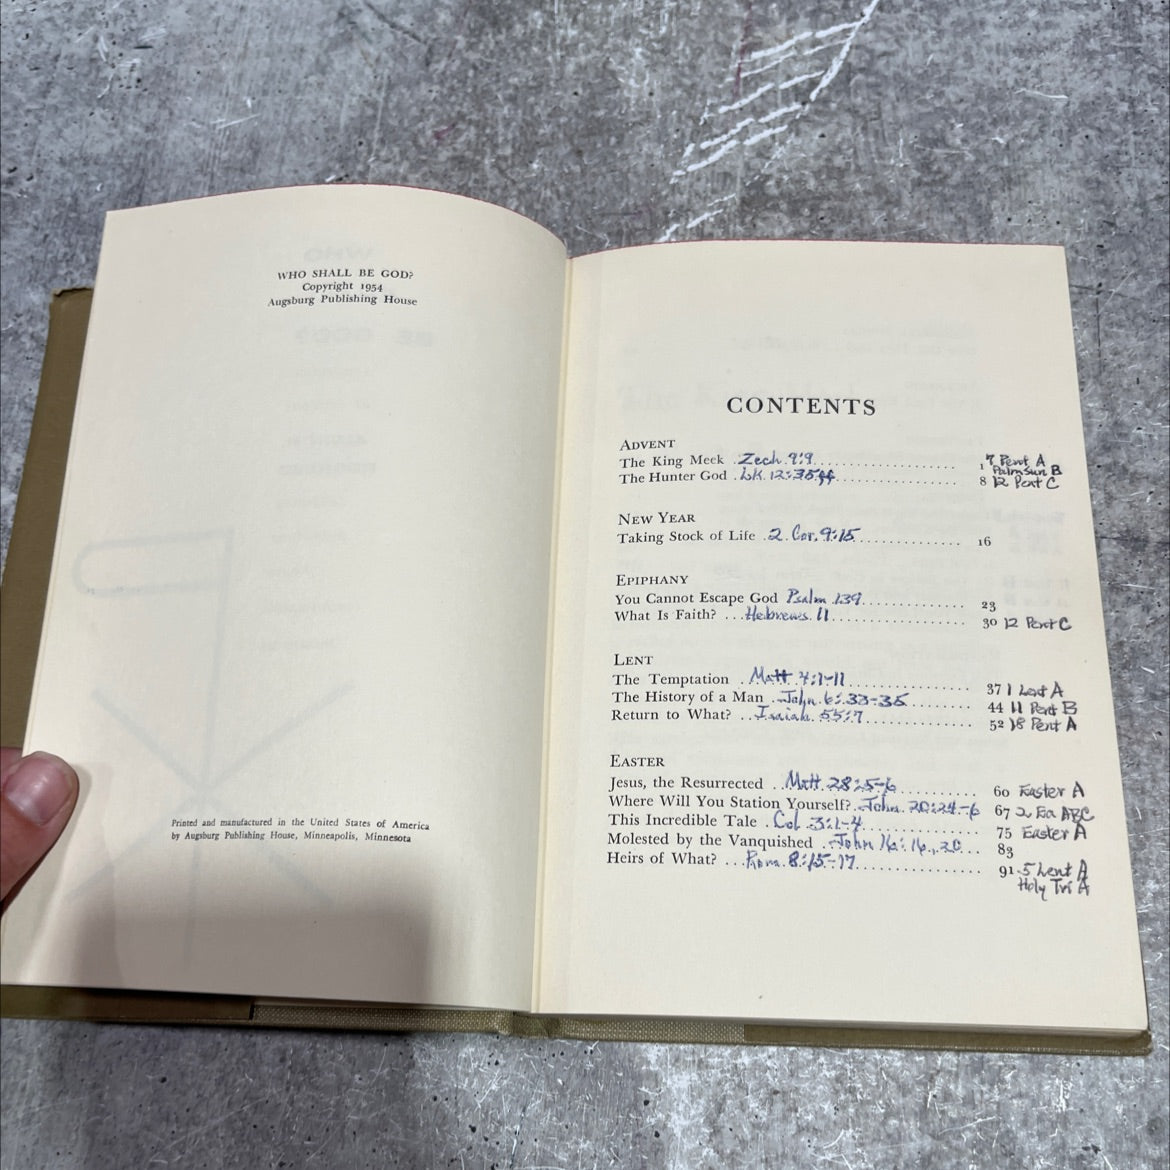 WHO SHALL BE GOD?
Copyright 1954
Augsburg Publishing House
Printed and manufactured in the United States of America
by Augsburg Publishing House, Minneapolis, Minnesota
CONTENTS
ADVENT
The King Meek Zech. 9:9 1 7 Pent A
Palm Sun B
The Hunter God Lk. 12:35ff 8 12 Pent C
NEW YEAR
Taking Stock of Life 2 Cor. 9:15 16
EPIPHANY
You Cannot Escape God Psalm 139 23
What Is Faith? Hebrews 11 30 12 Pent C
LENT
The Temptation Matt 4:1-11 37 1 Lent A
The History of a Man John 6:33-35 44 11 Pent B
Return to What? Isaiah 55:7 52 18 Pent A
EASTER
Jesus, the Resurrected Matt. 28:5-6 60 Easter A
Where Will You Station Yourself? John 20:24-6 67 2 Ea ABC
This Incredible Tale Col 3:1-4 75 Easter A
Molested by the Vanquished John 16:16, 20 83
Heirs of What? Rom. 8:15-17 91 5 Lent A
Holy Tri A